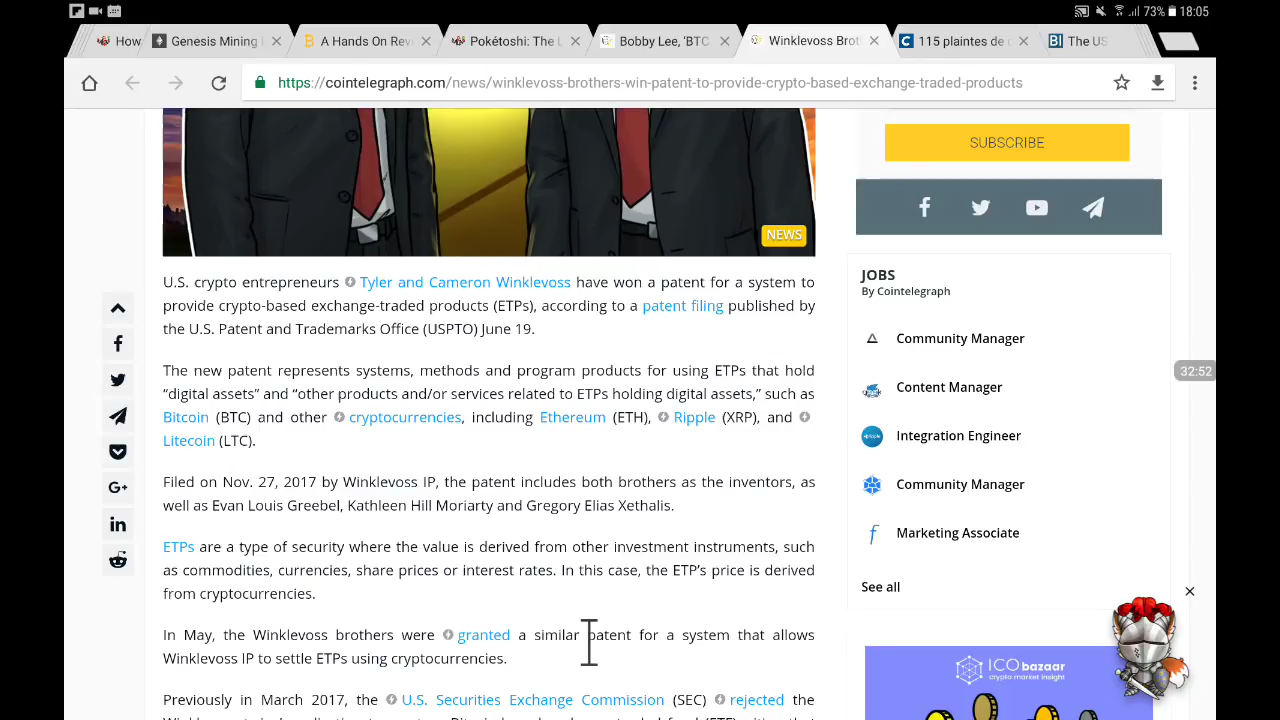 73% 18:05
How
Genesis Mining
A Hands On Rev
Pokétoshi: The L
Bobby Lee, 'BTC
Winklevoss Brot
115 plaintes de
The US
https://cointelegraph.com/news/winklevoss-brothers-win-patent-to-provide-crypto-based-exchange-traded-products
NEWS
U.S. crypto entrepreneurs Tyler and Cameron Winklevoss have won a patent for a system to
provide crypto-based exchange-traded products (ETPs), according to a patent filing published by
the U.S. Patent and Trademarks Office (USPTO) June 19.
The new patent represents systems, methods and program products for using ETPs that hold
“digital assets” and “other products and/or services related to ETPs holding digital assets,” such as
Bitcoin (BTC) and other cryptocurrencies, including Ethereum (ETH), Ripple (XRP), and
Litecoin (LTC).
Filed on Nov. 27, 2017 by Winklevoss IP, the patent includes both brothers as the inventors, as
well as Evan Louis Greebel, Kathleen Hill Moriarty and Gregory Elias Xethalis.
ETPs are a type of security where the value is derived from other investment instruments, such
as commodities, currencies, share prices or interest rates. In this case, the ETP’s price is derived
from cryptocurrencies.
In May, the Winklevoss brothers were granted a similar patent for a system that allows
Winklevoss IP to settle ETPs using cryptocurrencies.
Previously in March 2017, the U.S. Securities Exchange Commission (SEC) rejected the
SUBSCRIBE
JOBS
By Cointelegraph
Community Manager
Content Manager
Integration Engineer
Community Manager
Marketing Associate
See all
32:52
ICObazaar
crypto market insight